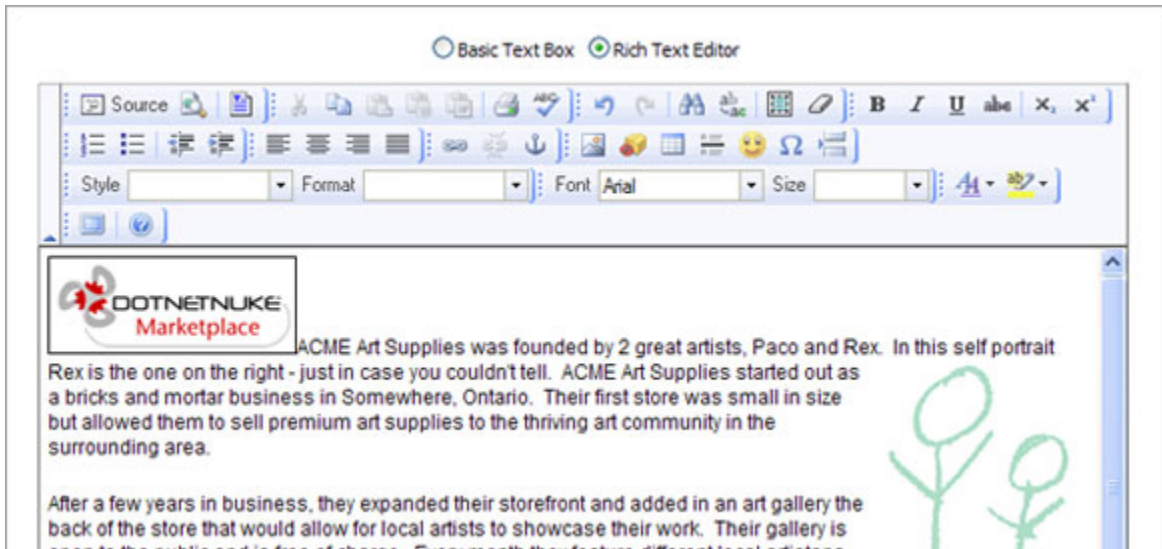 Basic Text Box Rich Text Editor
Source ABC B I U abc x₂ x²
Style Format Font Arial Size
DOTNETNUKE
Marketplace
ACME Art Supplies was founded by 2 great artists, Paco and Rex. In this self portrait
Rex is the one on the right - just in case you couldn't tell. ACME Art Supplies started out as
a bricks and mortar business in Somewhere, Ontario. Their first store was small in size
but allowed them to sell premium art supplies to the thriving art community in the
surrounding area.
After a few years in business, they expanded their storefront and added in an art gallery the
back of the store that would allow for local artists to showcase their work. Their gallery is